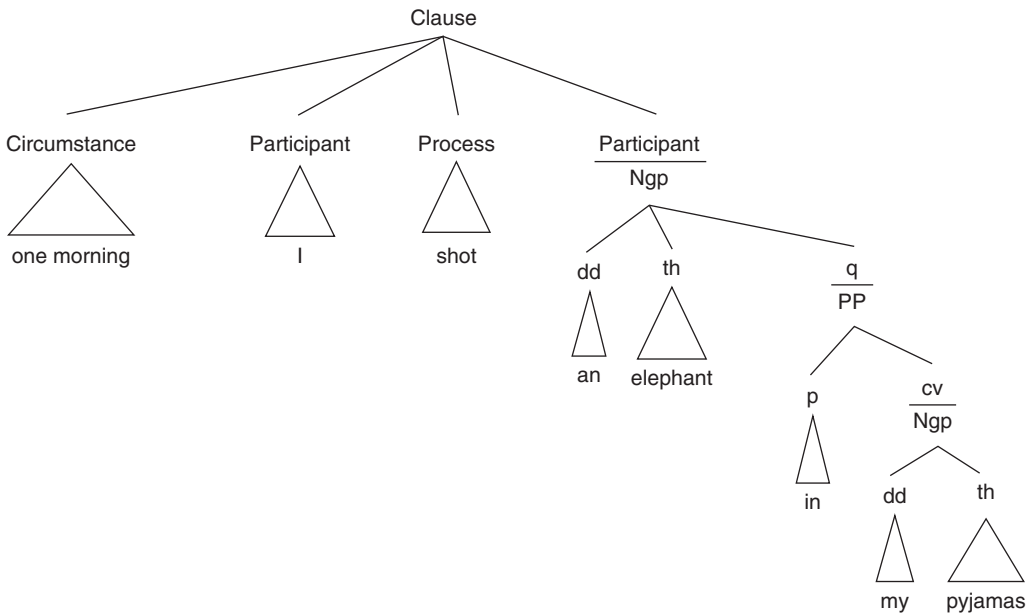 Clause
Circumstance Participant Process Participant
Ngp
one morning I shot
dd th q
PP
an elephant
p cv
Ngp
in
dd th
my pyjamas